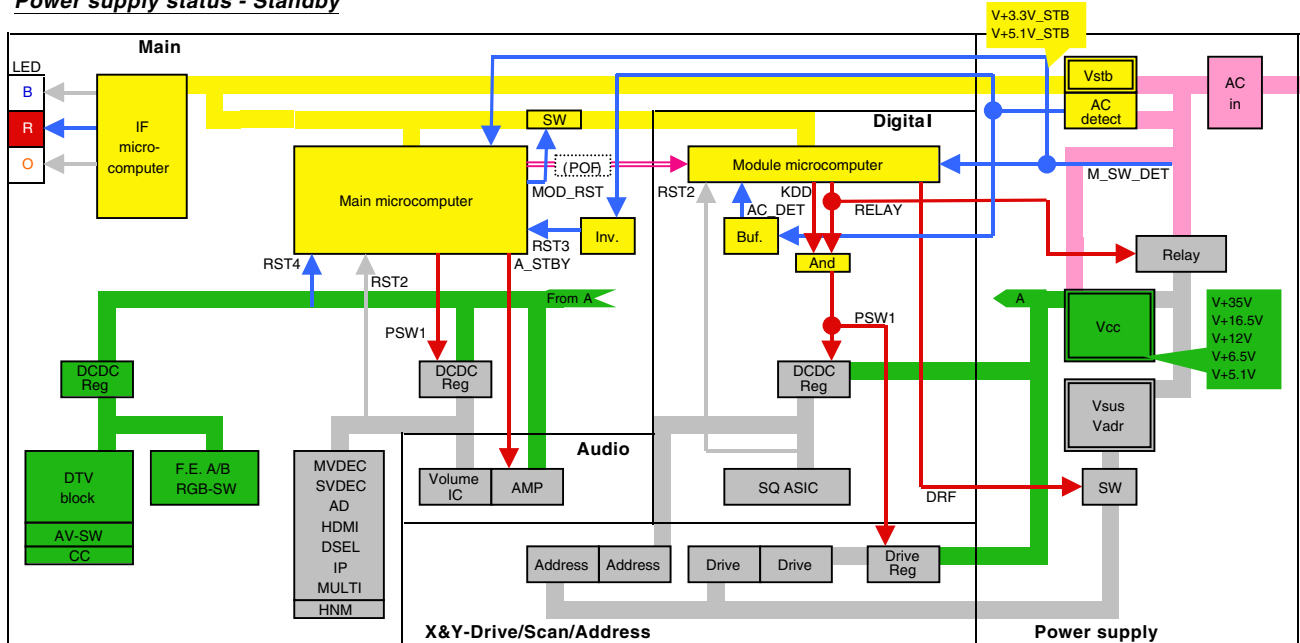 Power supply status - Standby
V+3.3V_STB
V+5.1V_STB
Main
LED
B
R
O
IF
micro-
computer
SW
Digital
Vstb
AC
detect
AC
in
Main microcomputer
(POF)
MOD_RST
RST3
Inv.
Module microcomputer
RST2
KDD
AC_DET
RELAY
M_SW_DET
Buf.
And
Relay
RST4
RST2
A_STBY
From A
PSW1
PSW1
A
Vcc
V+35V
V+16.5V
V+12V
V+6.5V
V+5.1V
DCDC
Reg
DCDC
Reg
DCDC
Reg
Vsus
Vadr
Audio
DTV
block
AV-SW
CC
F.E. A/B
RGB-SW
MVDEC
SVDEC
AD
HDMI
DSEL
IP
MULTI
HNM
Volume
IC
AMP
SQ ASIC
DRF
SW
Address
Address
Drive
Drive
Drive
Reg
X&Y-Drive/Scan/Address
Power supply